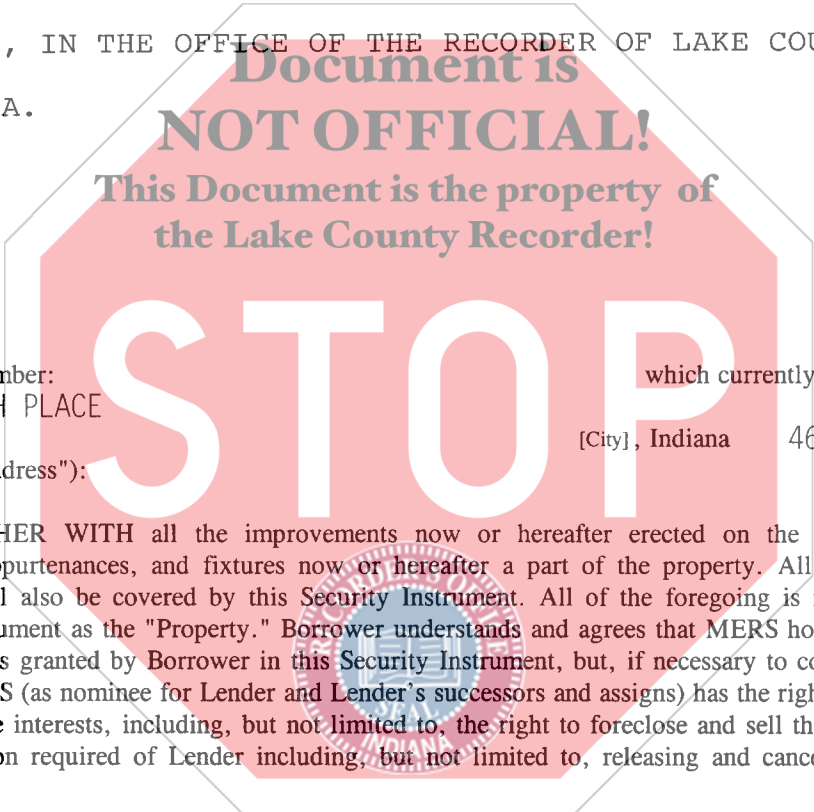 , IN THE OFFICE OF THE RECORDER OF LAKE COU
Document is
A.
NOT OFFICIAL!
This Document is the property of
the Lake County Recorder!
STOP
mber: which currently
H PLACE
[City], Indiana 46
dress"):
HER WITH all the improvements now or hereafter erected on the
purtenances, and fixtures now or hereafter a part of the property. All
l also be covered by this Security Instrument. All of the foregoing is
ument as the "Property." Borrower understands and agrees that MERS ho
s granted by Borrower in this Security Instrument, but, if necessary to co
S (as nominee for Lender and Lender's successors and assigns) has the righ
e interests, including, but not limited to, the right to foreclose and sell th
on required of Lender including, but not limited to, releasing and cance
RECORDER'S OFFICE
SEAL
INDIANA